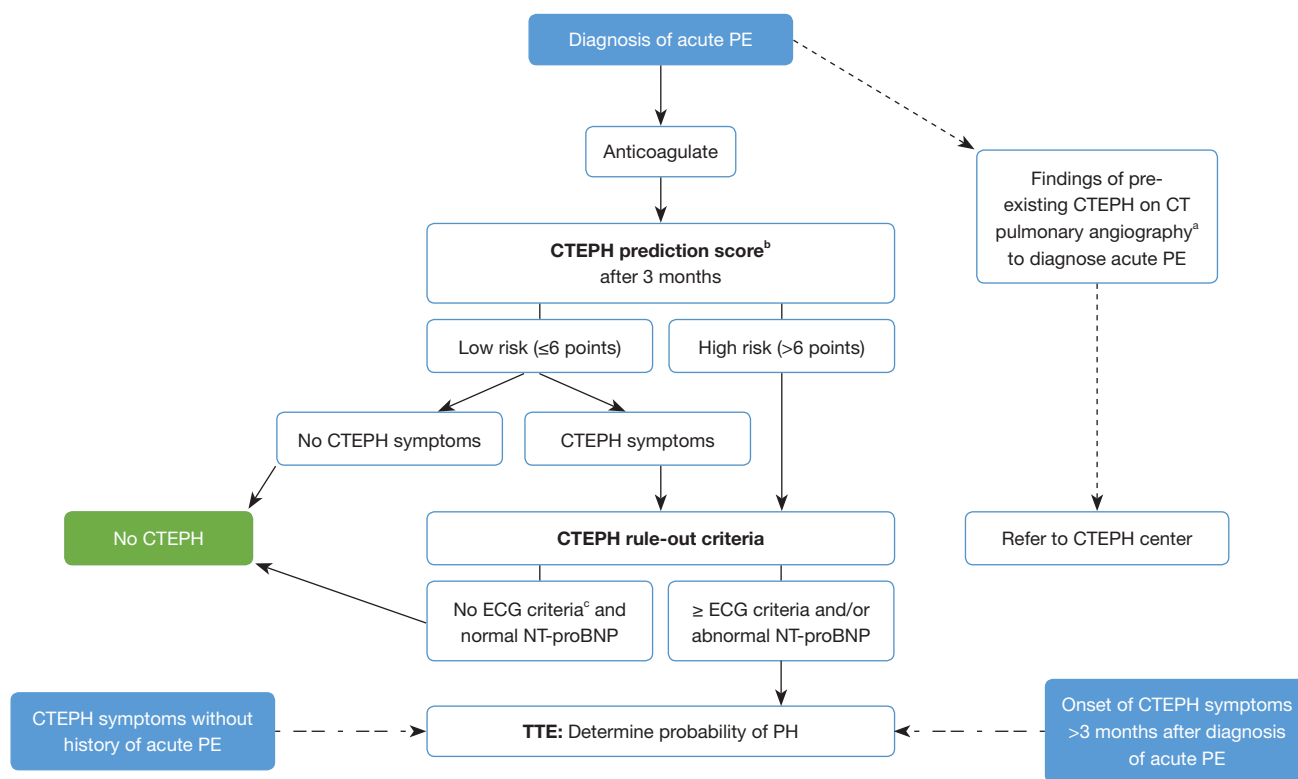 Diagnosis of acute PE
Anticoagulate
Findings of pre-
existing CTEPH on CT
pulmonary angiographyᵃ
to diagnose acute PE
CTEPH prediction scoreᵇ
after 3 months
Low risk (≤6 points)
High risk (>6 points)
No CTEPH symptoms
CTEPH symptoms
No CTEPH
CTEPH rule-out criteria
Refer to CTEPH center
No ECG criteriaᶜ and
normal NT-proBNP
≥ ECG criteria and/or
abnormal NT-proBNP
CTEPH symptoms without
history of acute PE
TTE: Determine probability of PH
Onset of CTEPH symptoms
>3 months after diagnosis
of acute PE